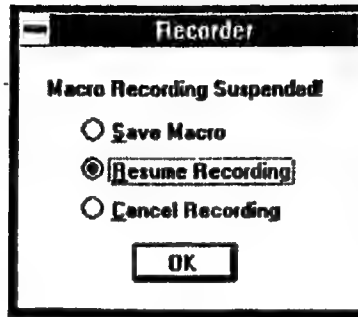 Recorder
Macro Recording Suspended!
Save Macro
Resume Recording
Cancel Recording
OK